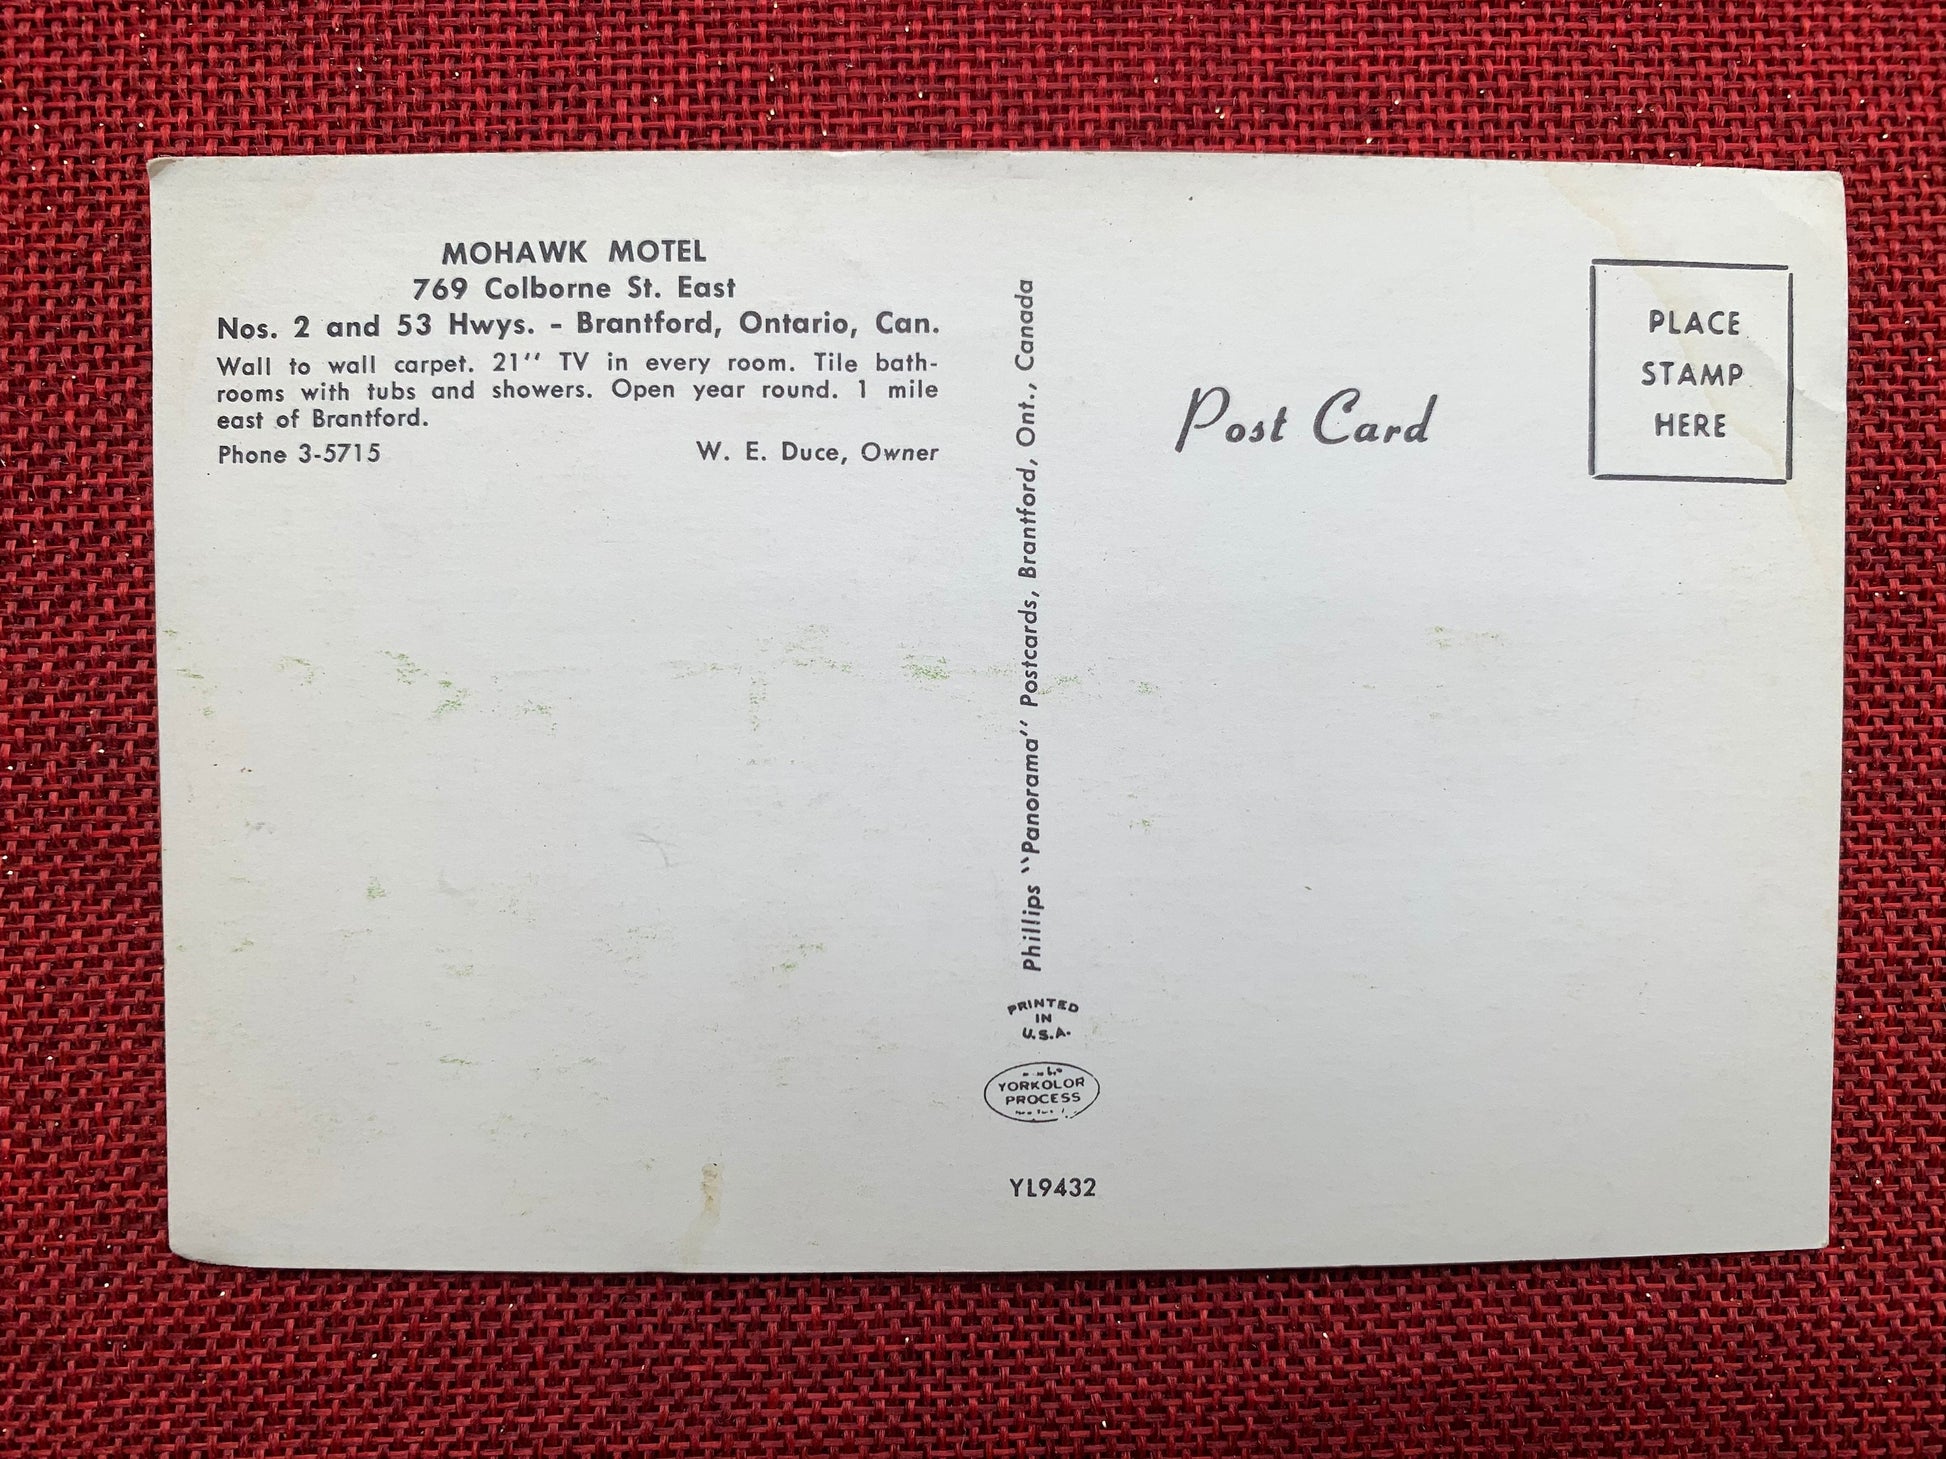 MOHAWK MOTEL
769 Colborne St. East
Nos. 2 and 53 Hwys. - Brantford, Ontario, Can.
Wall to wall carpet. 21'' TV in every room. Tile bath-
rooms with tubs and showers. Open year round. 1 mile
east of Brantford.
Phone 3-5715 W. E. Duce, Owner
Phillips "Panorama" Postcards, Brantford, Ont., Canada
PRINTED
IN
U.S.A.
YORKOLOR
PROCESS
YL9432
Post Card
PLACE
STAMP
HERE